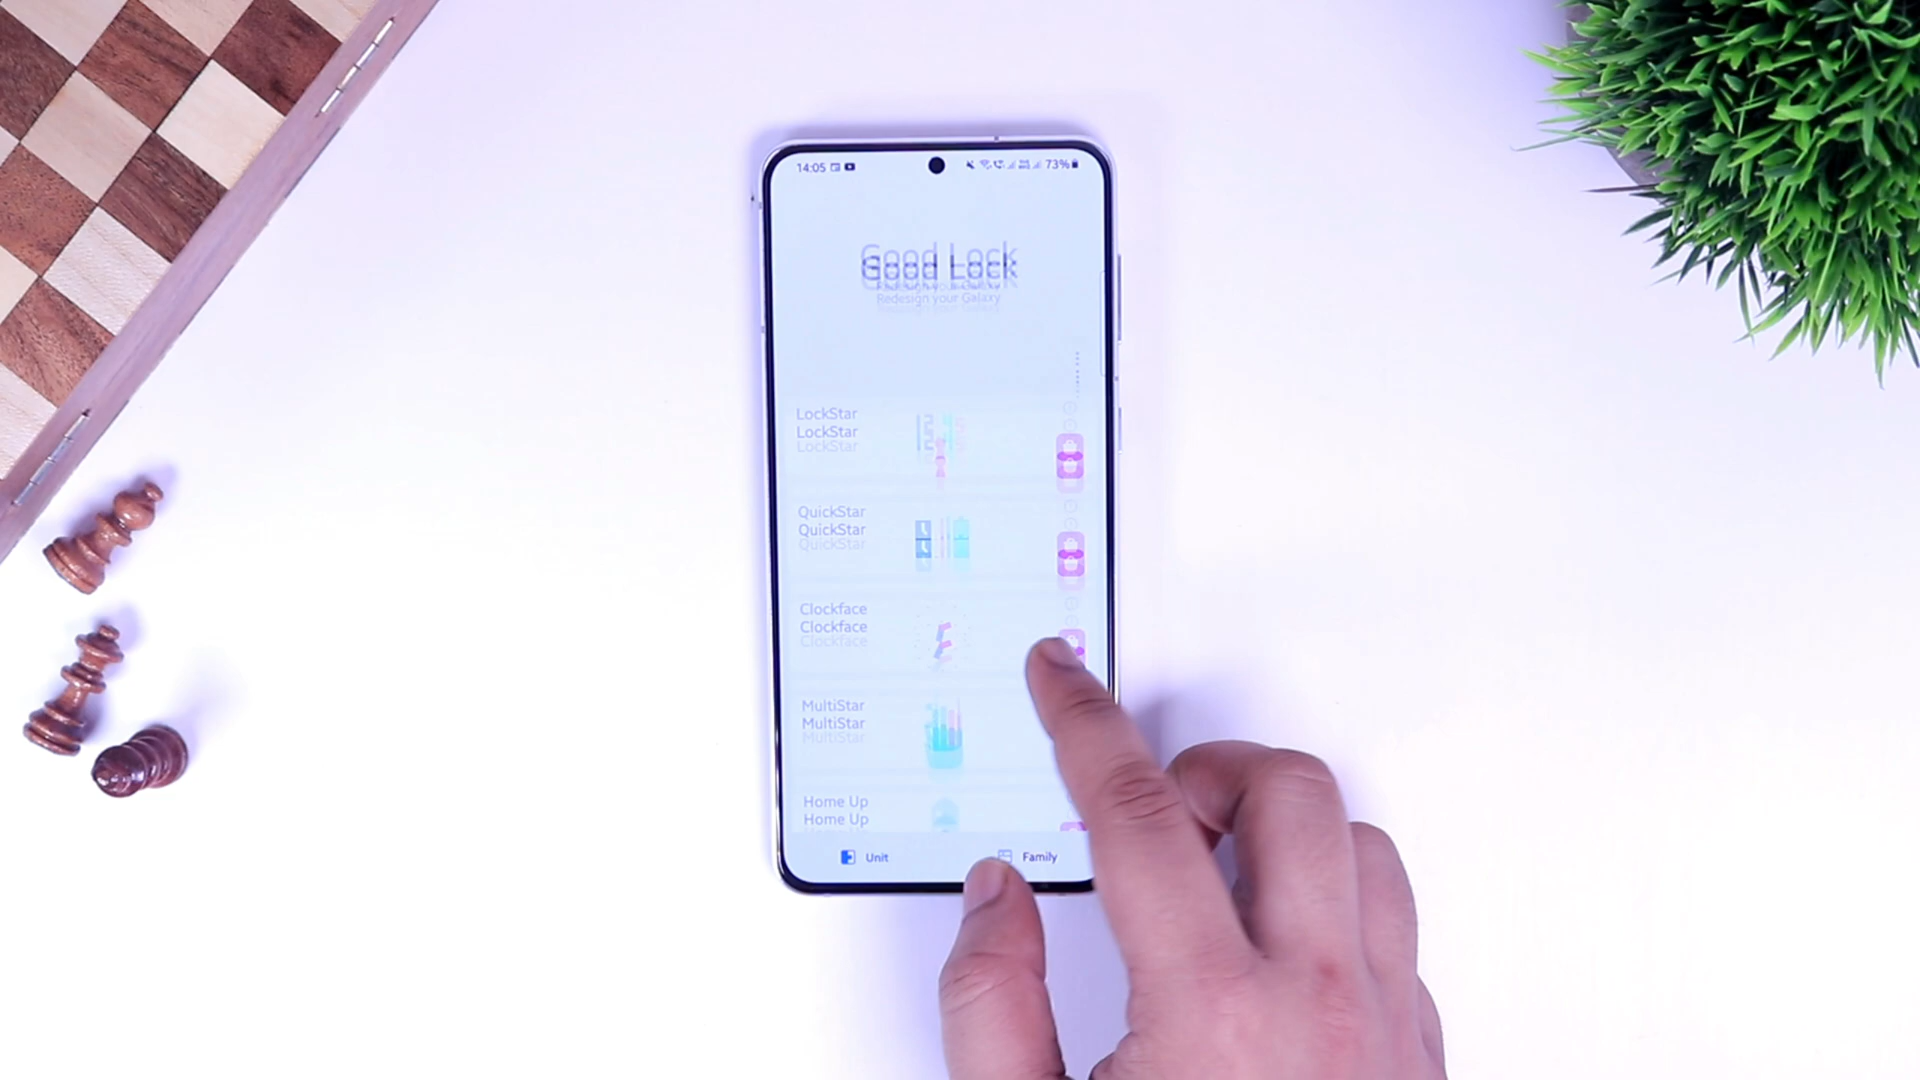 14:05
73%
Good Lock
Redesign your Galaxy
LockStar
QuickStar
Clockface
MultiStar
Home Up
Unit
Family